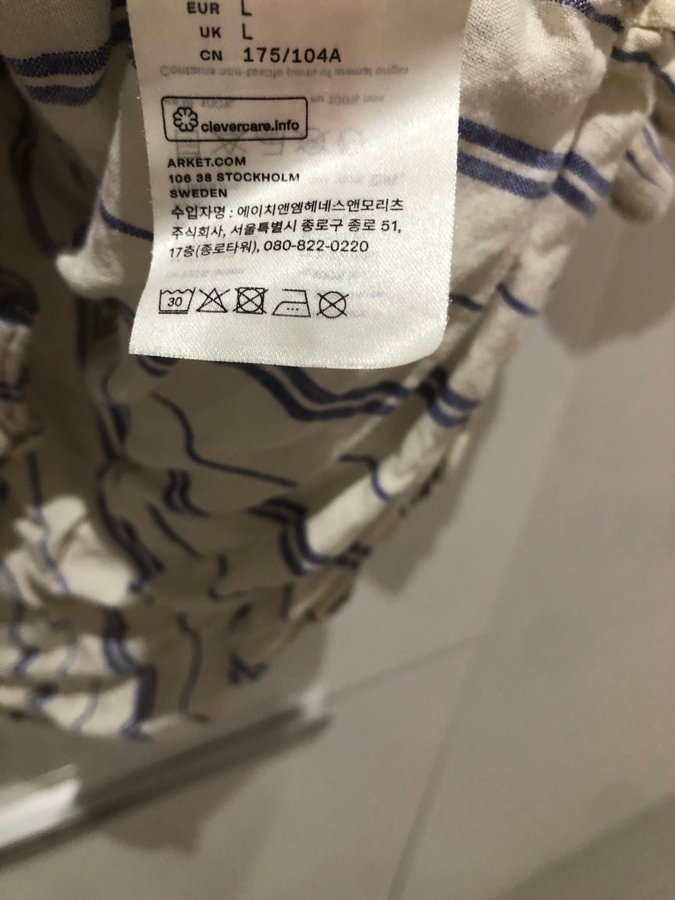 EUR L
UK L
CN 175/104A
clevercare.info
ARKET.COM
106 38 STOCKHOLM
SWEDEN
수입자명 : 에이치앤엠헤네스앤모리츠
주식회사, 서울특별시 종로구 종로 51,
17층(종로타워), 080-822-0220
30